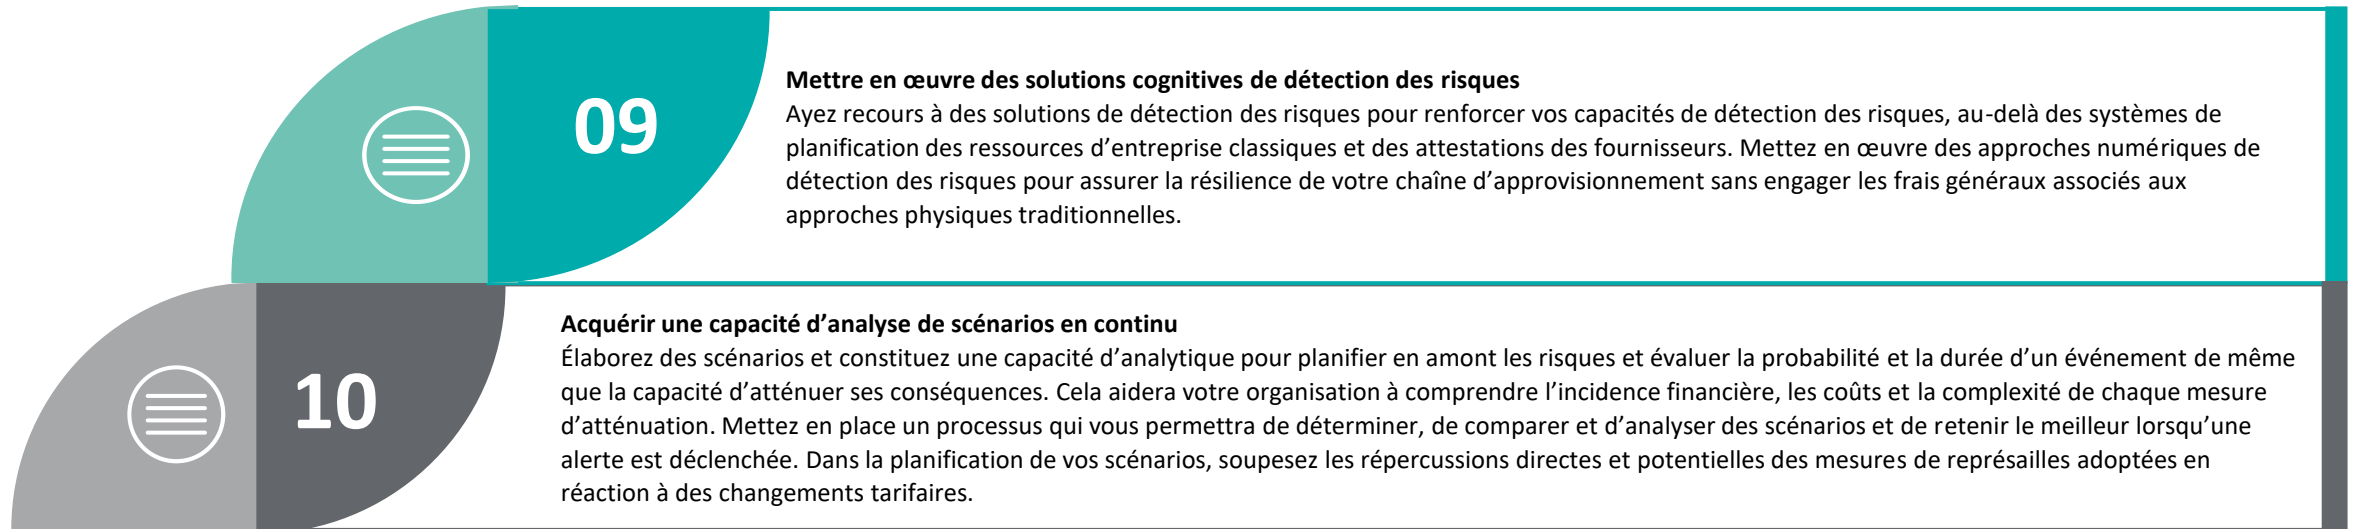 09
Mettre en œuvre des solutions cognitives de détection des risques
Ayez recours à des solutions de détection des risques pour renforcer vos capacités de détection des risques, au-delà des systèmes de
planification des ressources d’entreprise classiques et des attestations des fournisseurs. Mettez en œuvre des approches numériques de
détection des risques pour assurer la résilience de votre chaîne d’approvisionnement sans engager les frais généraux associés aux
approches physiques traditionnelles.
10
Acquérir une capacité d’analyse de scénarios en continu
Élaborez des scénarios et constituez une capacité d’analytique pour planifier en amont les risques et évaluer la probabilité et la durée d’un événement de même
que la capacité d’atténuer ses conséquences. Cela aidera votre organisation à comprendre l’incidence financière, les coûts et la complexité de chaque mesure
d’atténuation. Mettez en place un processus qui vous permettra de déterminer, de comparer et d’analyser des scénarios et de retenir le meilleur lorsqu’une
alerte est déclenchée. Dans la planification de vos scénarios, soupesez les répercussions directes et potentielles des mesures de représailles adoptées en
réaction à des changements tarifaires.